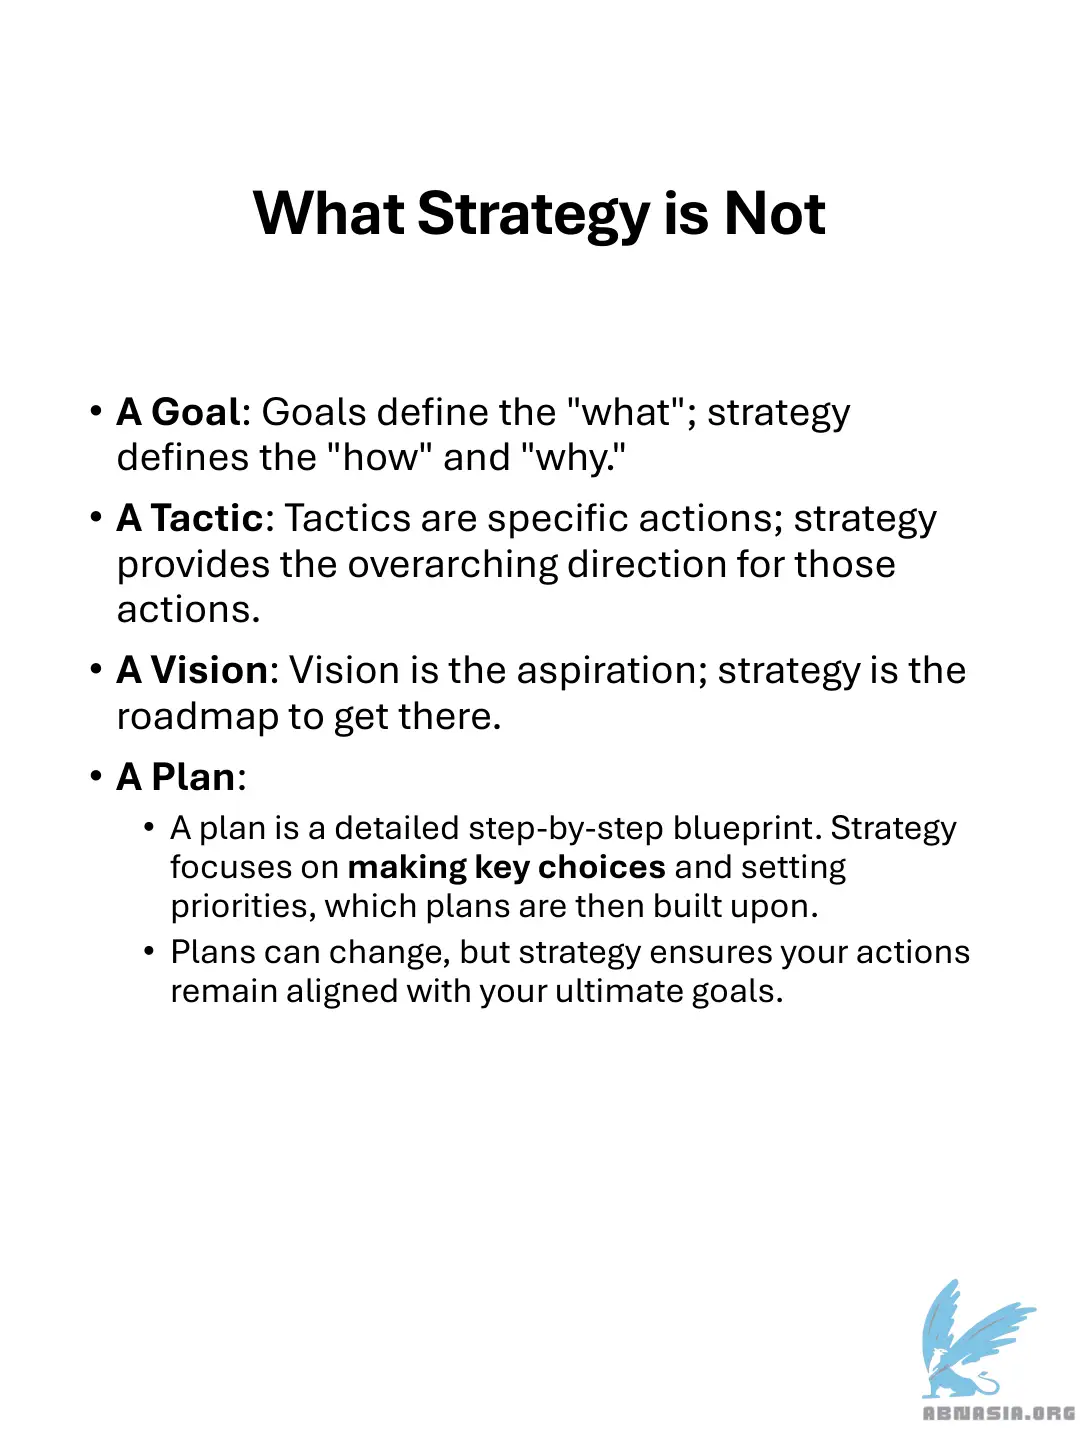 What Strategy is Not
• A Goal: Goals define the "what"; strategy
defines the "how" and "why."
• A Tactic: Tactics are specific actions; strategy
provides the overarching direction for those
actions.
• A Vision: Vision is the aspiration; strategy is the
roadmap to get there.
• A Plan:
• A plan is a detailed step-by-step blueprint. Strategy
focuses on making key choices and setting
priorities, which plans are then built upon.
• Plans can change, but strategy ensures your actions
remain aligned with your ultimate goals.
ABNASIA.ORG